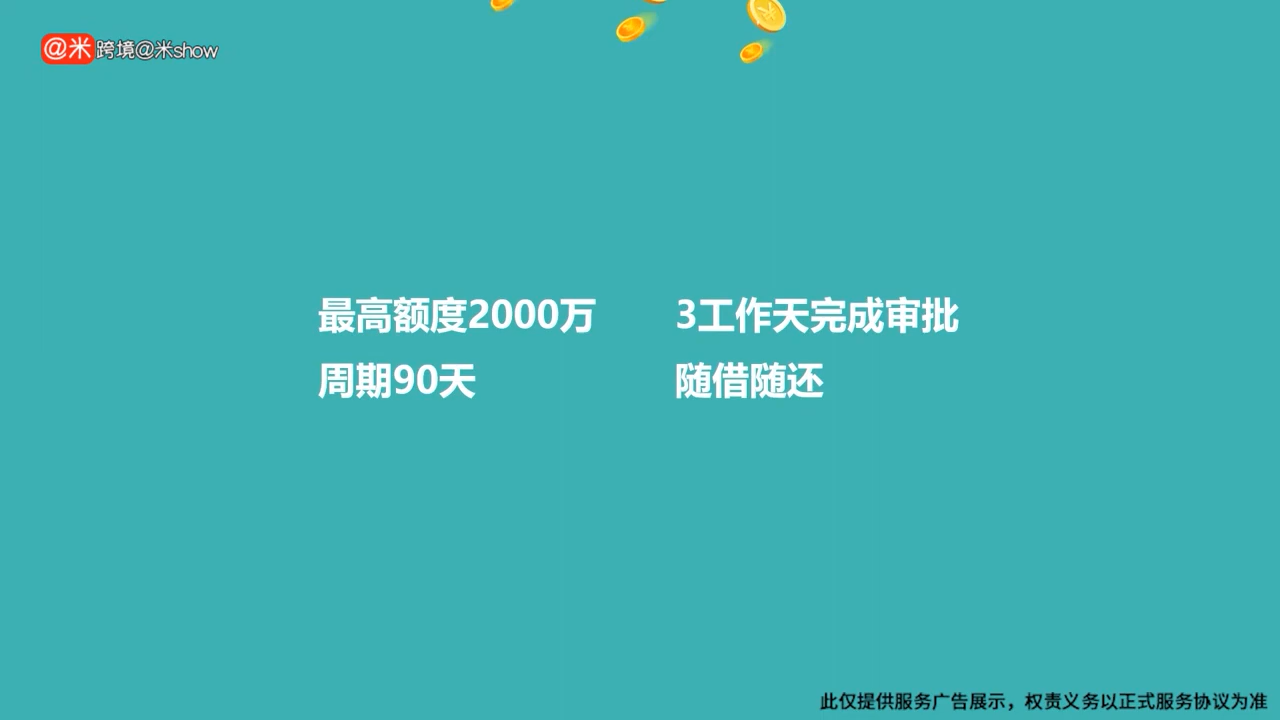 @米 跨境@米show
最高额度2000万
3工作天完成审批
周期90天
随借随还
此仅提供服务广告展示，权责义务以正式服务协议为准